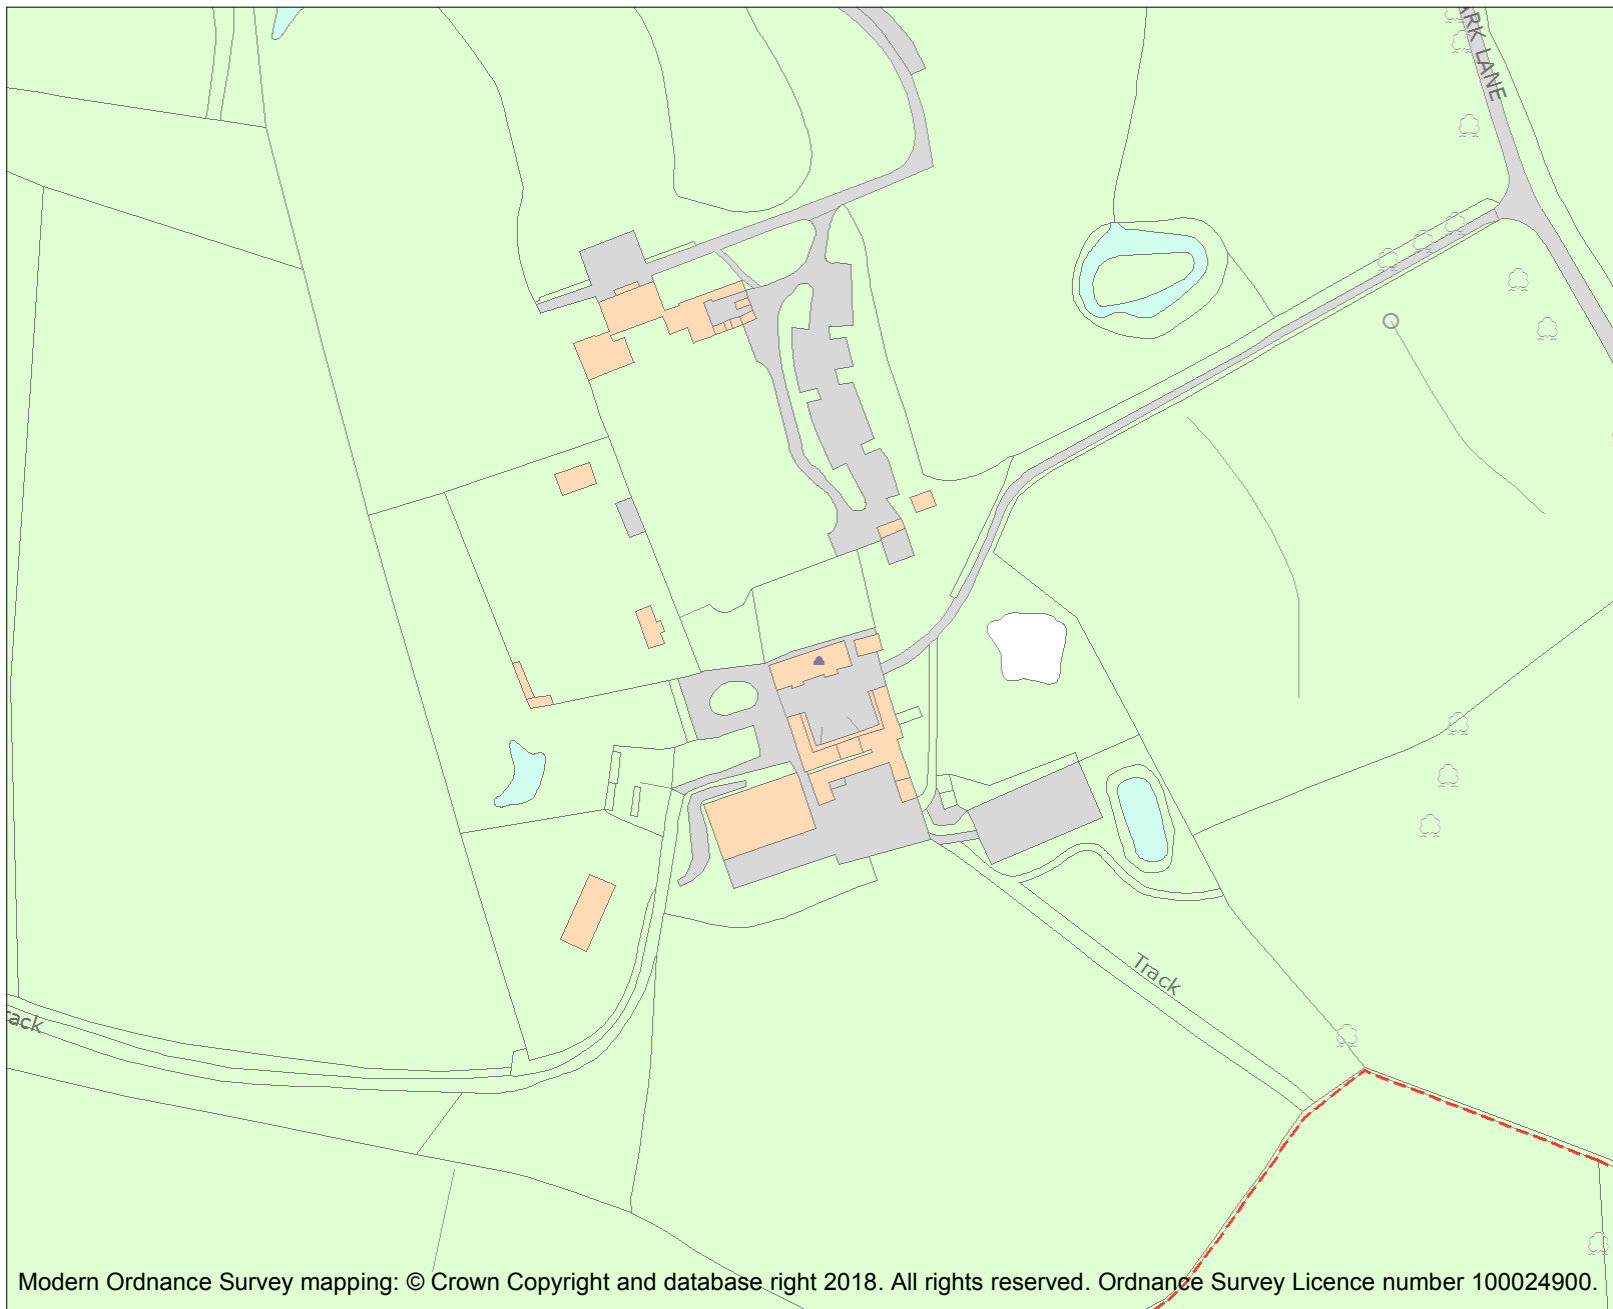 ARK LANE
Track
ack
Modern Ordnance Survey mapping: © Crown Copyright and database right 2018. All rights reserved. Ordnance Survey Licence number 100024900.